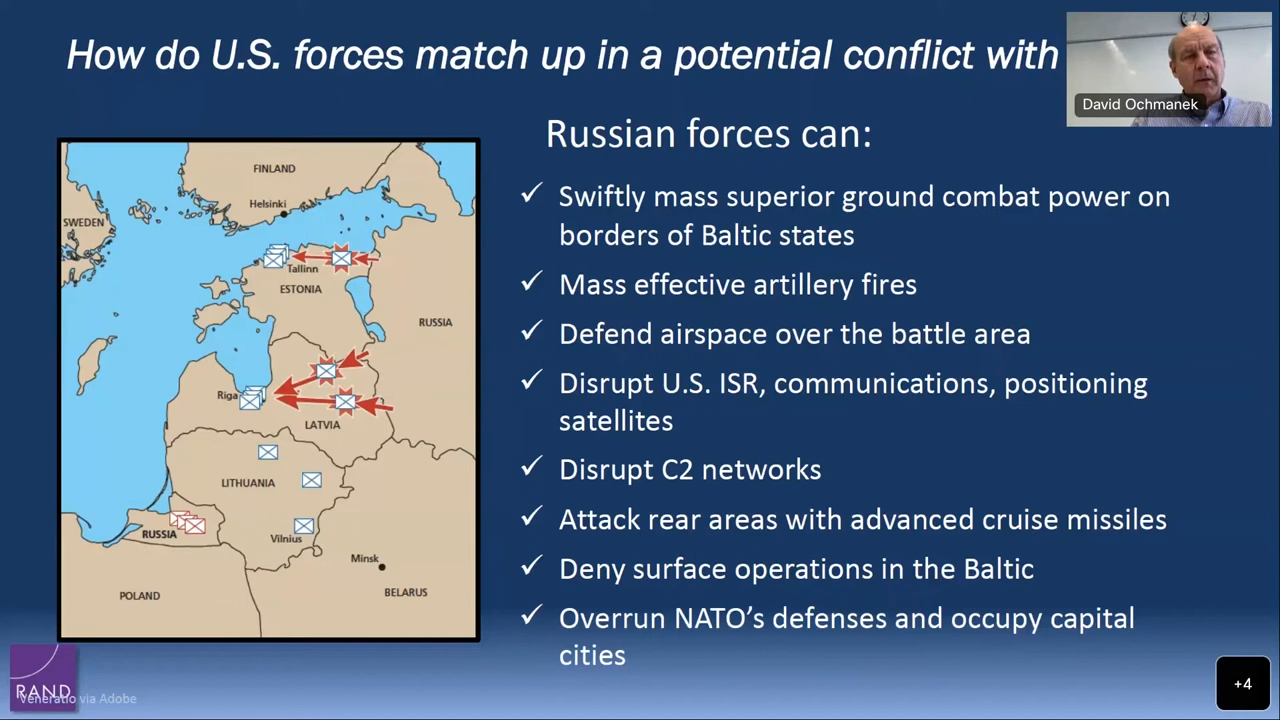 How do U.S. forces match up in a potential conflict with
David Ochmanek
Russian forces can:
✓ Swiftly mass superior ground combat power on
borders of Baltic states
✓ Mass effective artillery fires
✓ Defend airspace over the battle area
✓ Disrupt U.S. ISR, communications, positioning
satellites
✓ Disrupt C2 networks
✓ Attack rear areas with advanced cruise missiles
✓ Deny surface operations in the Baltic
✓ Overrun NATO’s defenses and occupy capital
cities
FINLAND
Helsinki
SWEDEN
Tallinn
ESTONIA
RUSSIA
Riga
LATVIA
LITHUANIA
RUSSIA
Vilnius
Minsk
POLAND
BELARUS
RAND
Veneratio via Adobe
+4